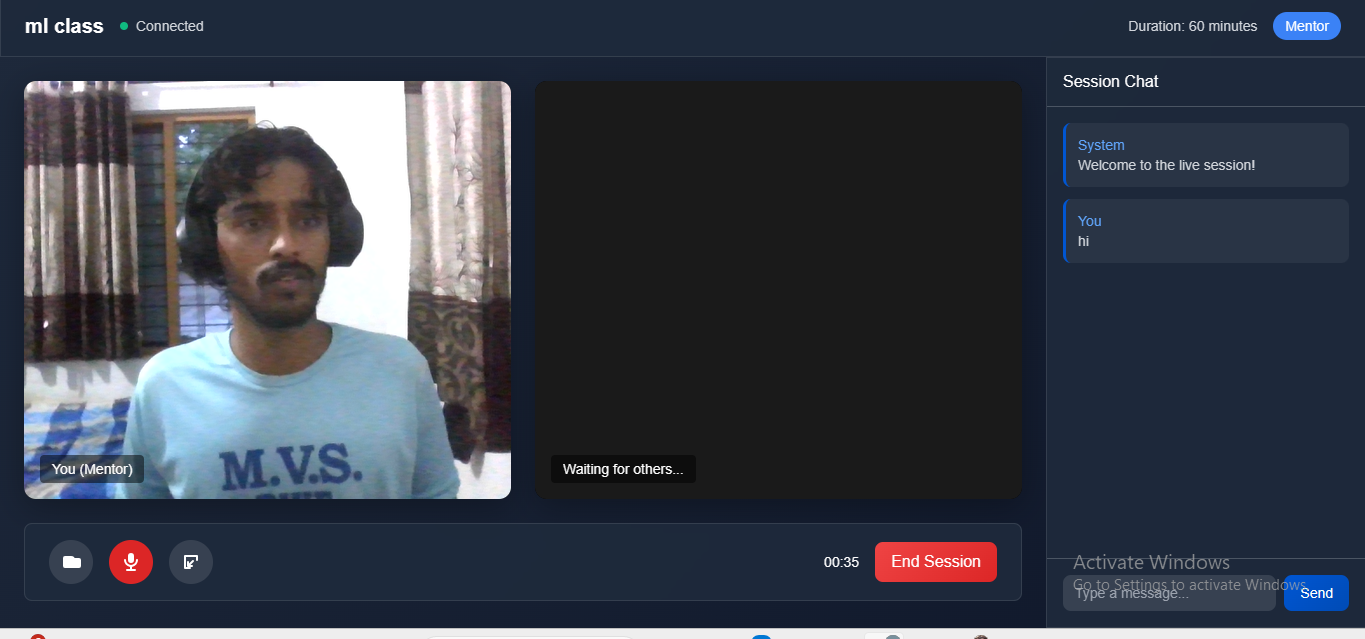 ml class
Connected
Duration: 60 minutes
Mentor
Session Chat
System
Welcome to the live session!
You
hi
M.V.S.
You (Mentor)
Waiting for others...
00:35
End Session
Activate Windows
Go to Settings to activate Windows.
Type a message...
Send